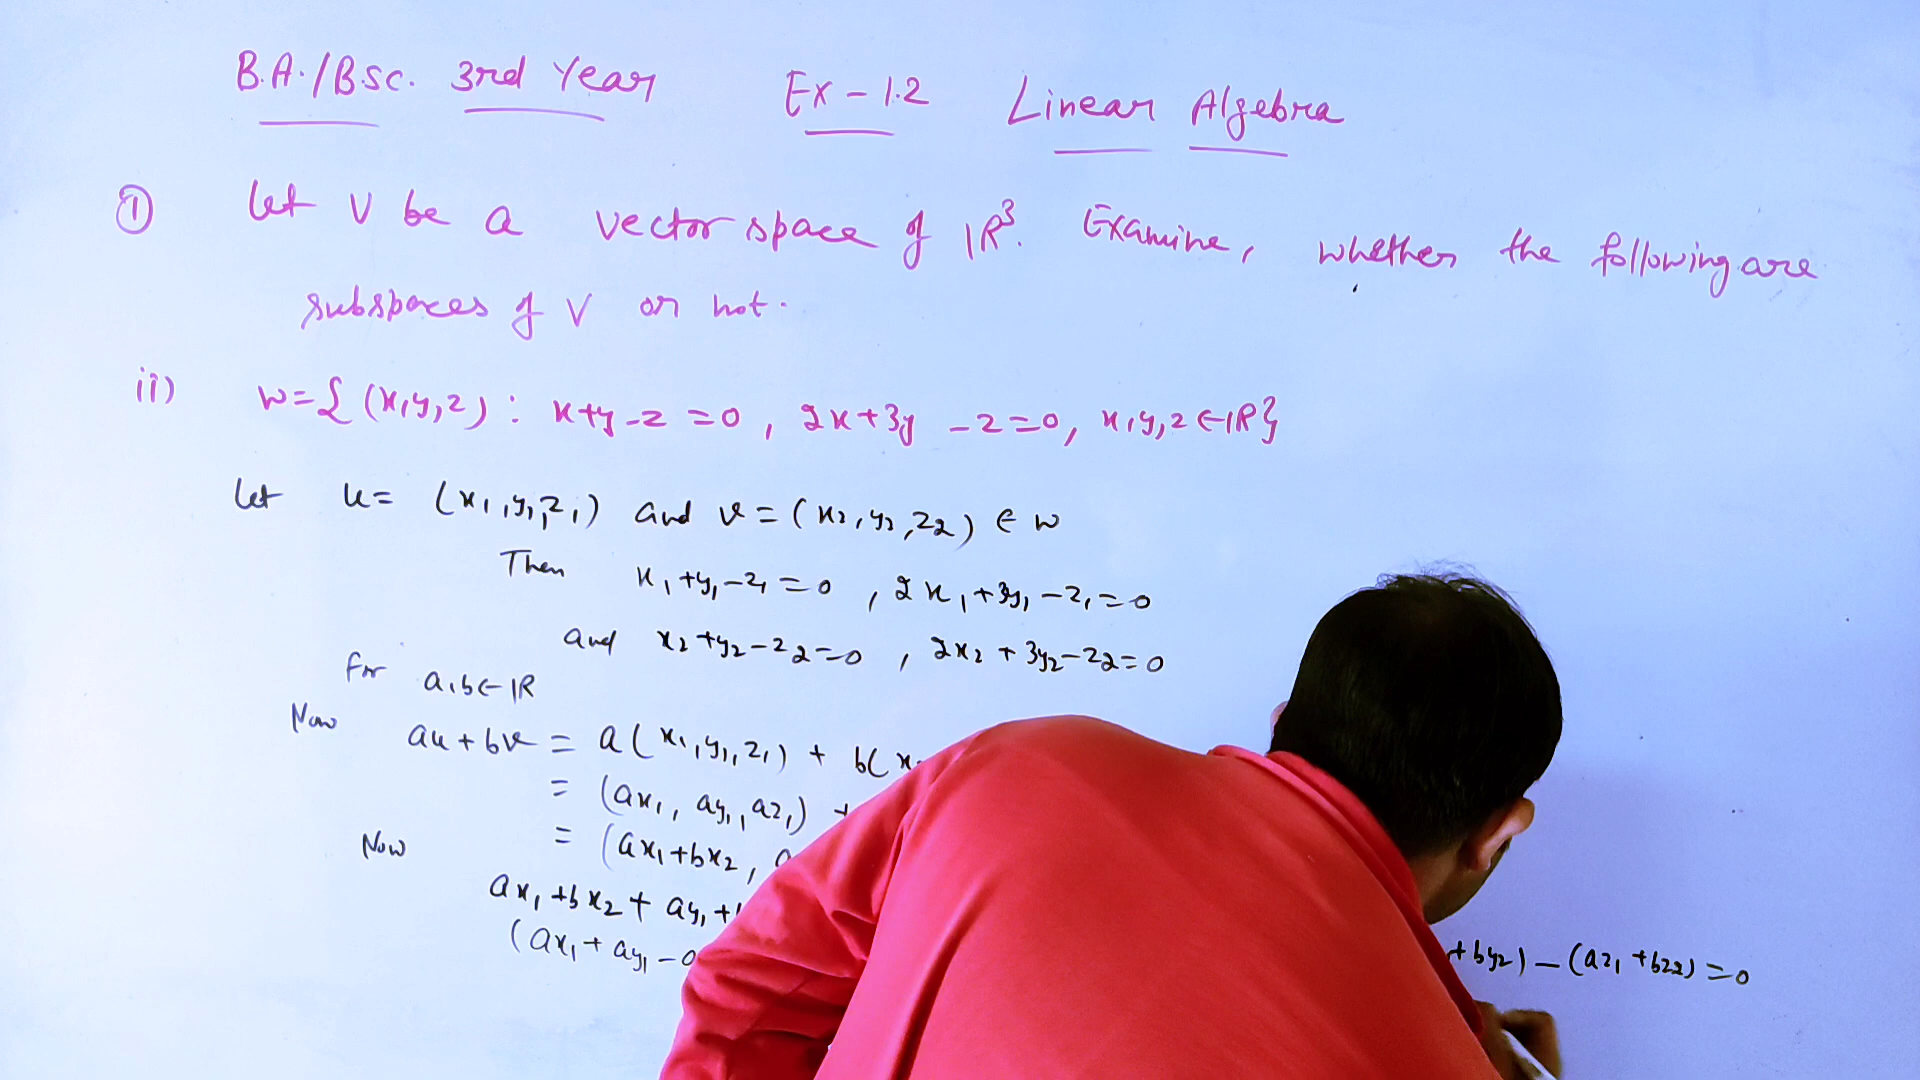 B.A./B.Sc. 3rd Year Ex - 1.2 Linear Algebra
① Let V be a vector space of IR³. Examine, whether the following are
subspaces of V or not.
ii) W={(x,y,z): x+y-z=0, 2x+3y-z=0, x,y,z∈IR}
Let u= (x₁,y₁,z₁) and v=(x₂,y₂,z₂) ∈ W
Then x₁+y₁-z₁=0, 2x₁+3y₁-z₁=0
and x₂+y₂-z₂=0, 2x₂+3y₂-z₂=0
For a,b∈IR
Now au+bv = a(x₁,y₁,z₁) + b(x
= (ax₁, ay₁, az₁) +
= (ax₁+bx₂,
Now
ax₁+bx₂+ay₁+
(ax₁+ay₁-
+by₂)-(az₁+bz₂)=0